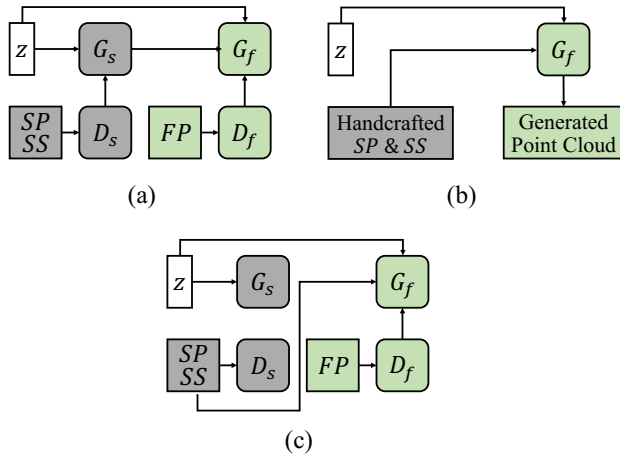 z
G_s
G_f
SP
SS
D_s
FP
D_f
(a)
z
G_f
Handcrafted
SP & SS
Generated
Point Cloud
(b)
z
G_s
G_f
SP
SS
D_s
FP
D_f
(c)